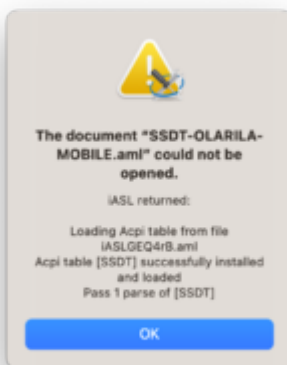 The document “SSDT-OLARILA-
MOBILE.aml” could not be
opened.
iASL returned:
Loading Acpi table from file
iASLGEQ4rB.aml
Acpi table [SSDT] successfully installed
and loaded
Pass 1 parse of [SSDT]
OK